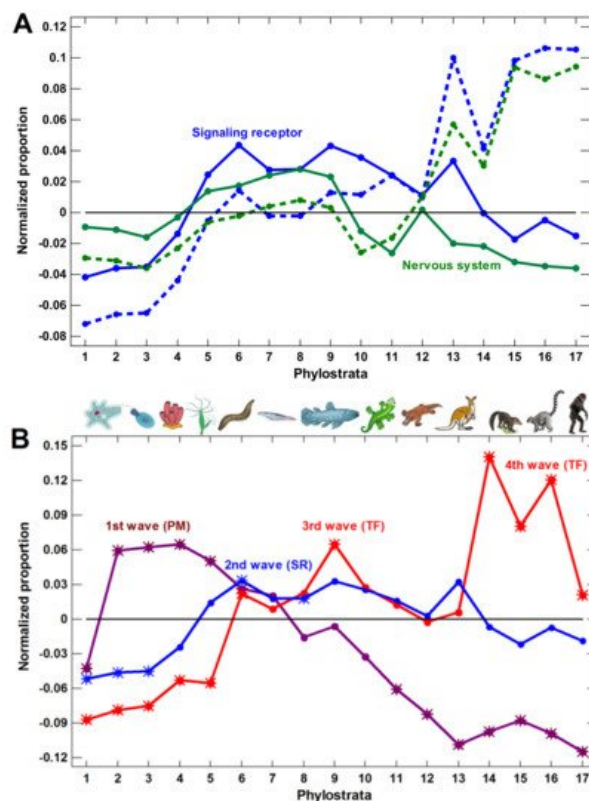 A
0.12
0.1
0.08
0.06
0.04
0.02
0
-0.02
-0.04
-0.06
-0.08
Normalized proportion
Signaling receptor
Nervous system
1 2 3 4 5 6 7 8 9 10 11 12 13 14 15 16 17
Phylostrata
B
0.15
0.12
0.09
0.06
0.03
0
-0.03
-0.06
-0.09
-0.12
Normalized proportion
4th wave (TF)
1st wave (PM)
3rd wave (TF)
2nd wave (SR)
1 2 3 4 5 6 7 8 9 10 11 12 13 14 15 16 17
Phylostrata